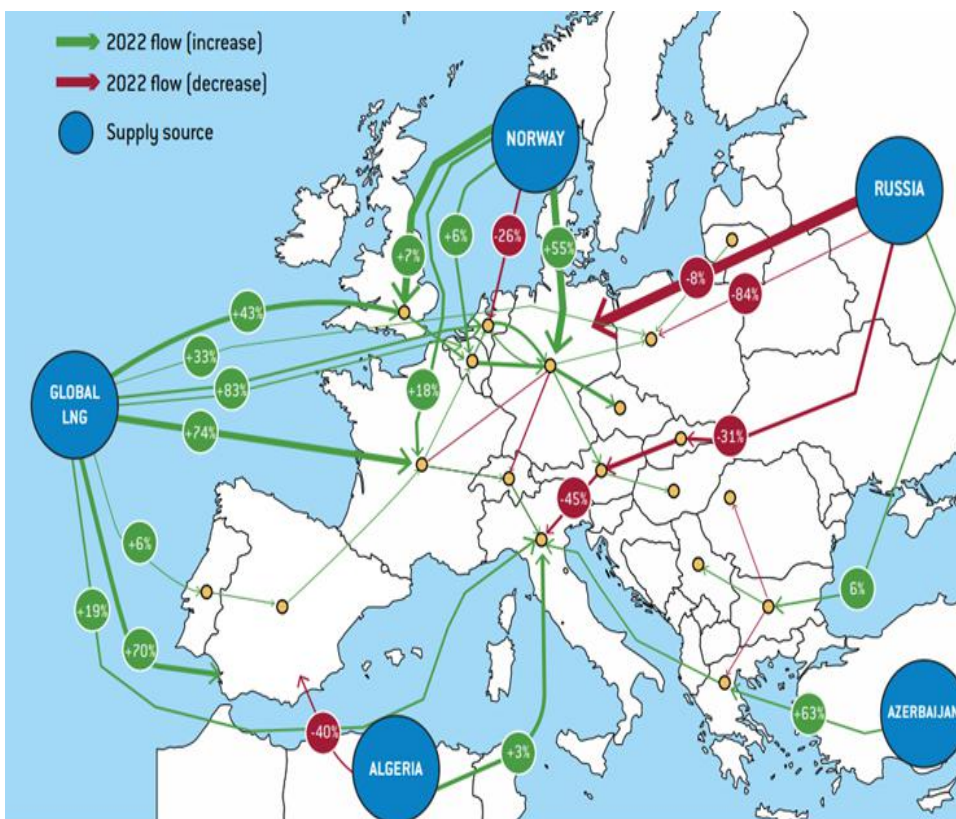 2022 flow (increase)
2022 flow (decrease)
Supply source
NORWAY
RUSSIA
+6%
-26%
+7%
+55%
-8%
-84%
+43%
+33%
+83%
+18%
GLOBAL
LNG
+74%
-31%
-45%
+6%
6%
+19%
+70%
-40%
+3%
ALGERIA
+63%
AZERBAIJAN